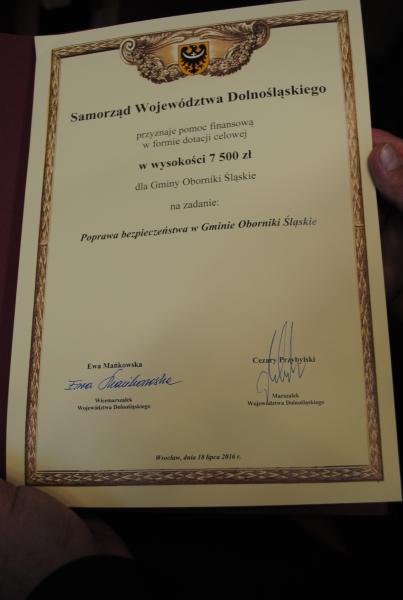 Samorząd Województwa Dolnośląskiego
przyznaje pomoc finansową
w formie dotacji celowej
w wysokości 7 500 zł
dla Gminy Oborniki Śląskie
na zadanie:
Poprawa bezpieczeństwa w Gminie Oborniki Śląskie
Ewa Mańkowska
Ewa Mańkowska
Wicemarszałek
Województwa Dolnośląskiego
Cezary Przybylski
Marszałek
Województwa Dolnośląskiego
Wrocław, dnia 18 lipca 2016 r.